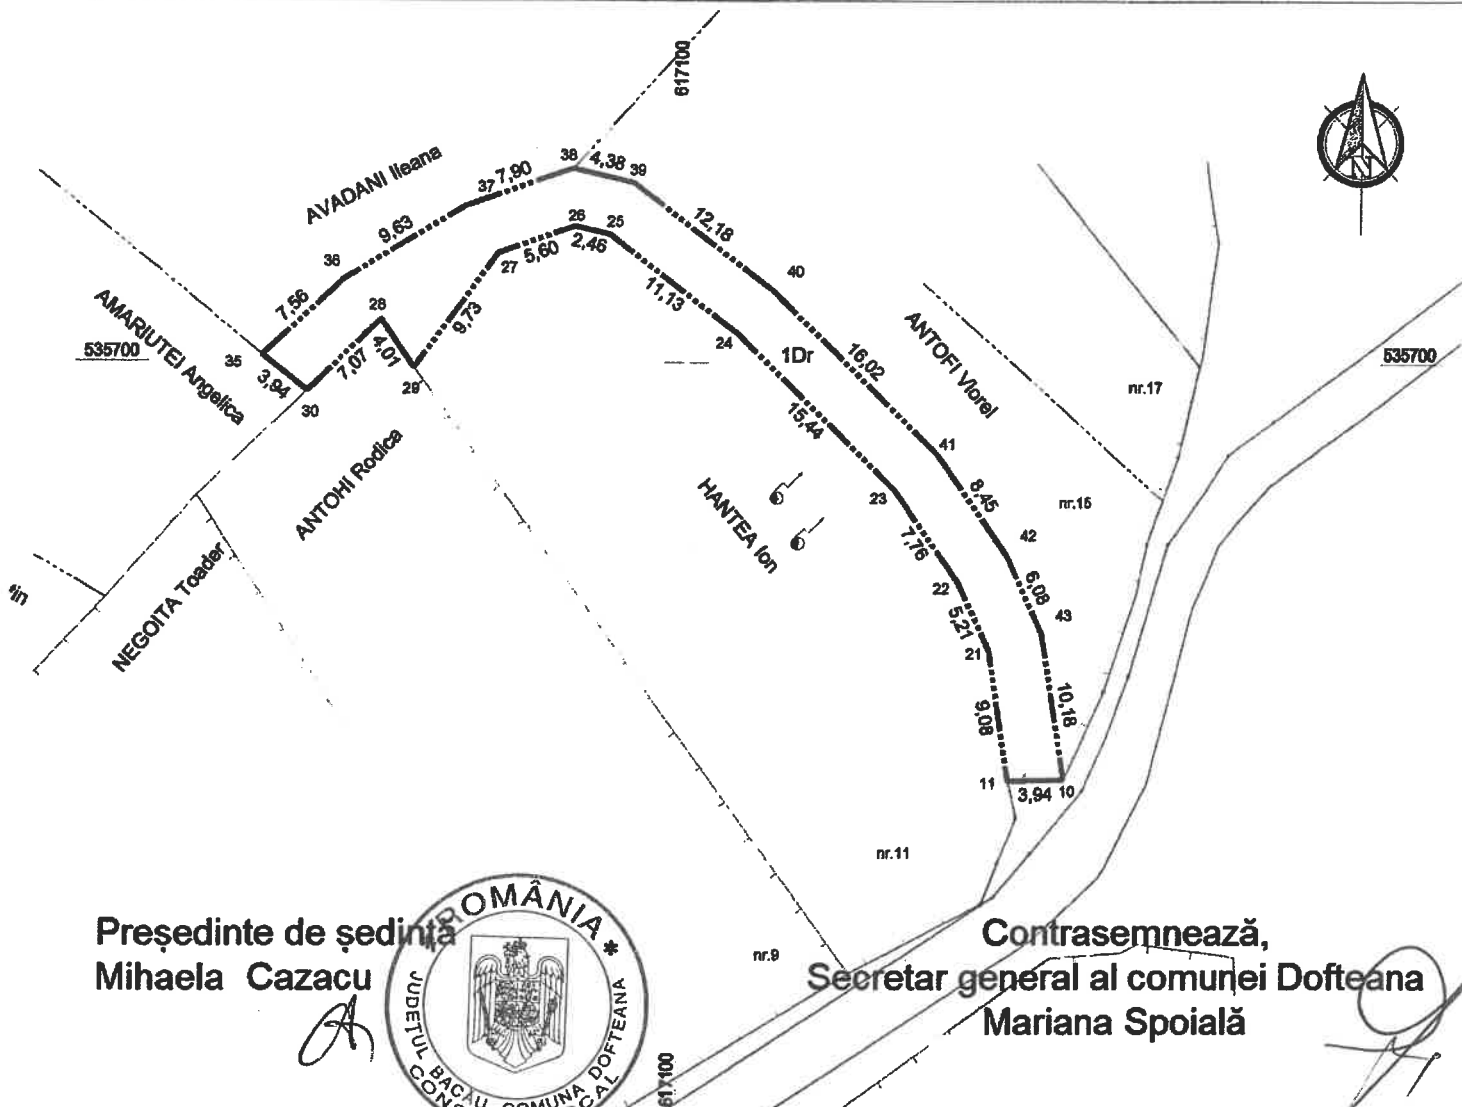 617100
N
38
4,38
39
AVADANI Ileana
37
7,90
9,63
12,18
26
25
36
5,60
2,46
27
40
7,56
28
11,13
AMARIUTEI Angelica
9,73
ANTOFI Viorel
535700
35
4,01
24
1Dr
16,02
535700
3,94
7,07
29
nr.17
30
15,44
ANTOHI Rodica
41
HANTEA Ion
23
8,45
nr.15
7,76
42
NEGOITA Toader
22
6,08
5,21
43
21
9,08
10,18
11
3,94
10
nr.11
nr.9
Președinte de ședință
Mihaela Cazacu
ROMÂNIA *
JUDEȚUL BACĂU COMUNA DOFTEANA
Contrasemnează,
Secretar general al comunei Dofteana
Mariana Spoială
617100